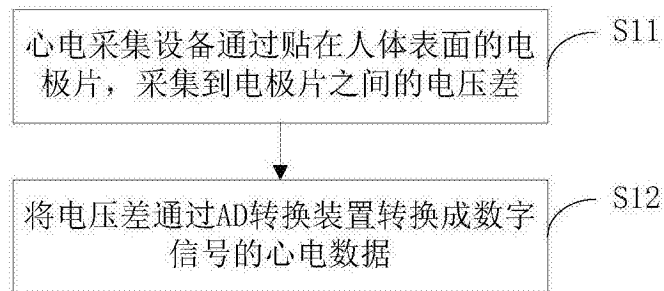 心电采集设备通过贴在人体表面的电
极片，采集到电极片之间的电压差
S11
将电压差通过AD转换装置转换成数字
信号的心电数据
S12